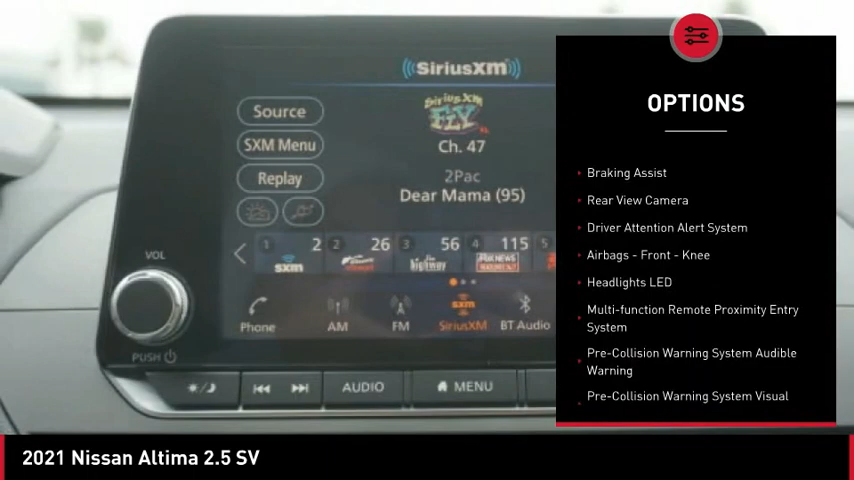 SiriusXM
Source
SiriusXM
FLY
Ch. 47
SXM Menu
Replay
2Pac
Dear Mama (95)
1 2
2 26
3 56
4 115
5
sxm
highway
FOX NEWS
Phone
AM
FM
SiriusXM
BT Audio
VOL
PUSH
AUDIO
MENU
OPTIONS
Braking Assist
Rear View Camera
Driver Attention Alert System
Airbags - Front - Knee
Headlights LED
Multi-function Remote Proximity Entry
System
Pre-Collision Warning System Audible
Warning
Pre-Collision Warning System Visual
2021 Nissan Altima 2.5 SV